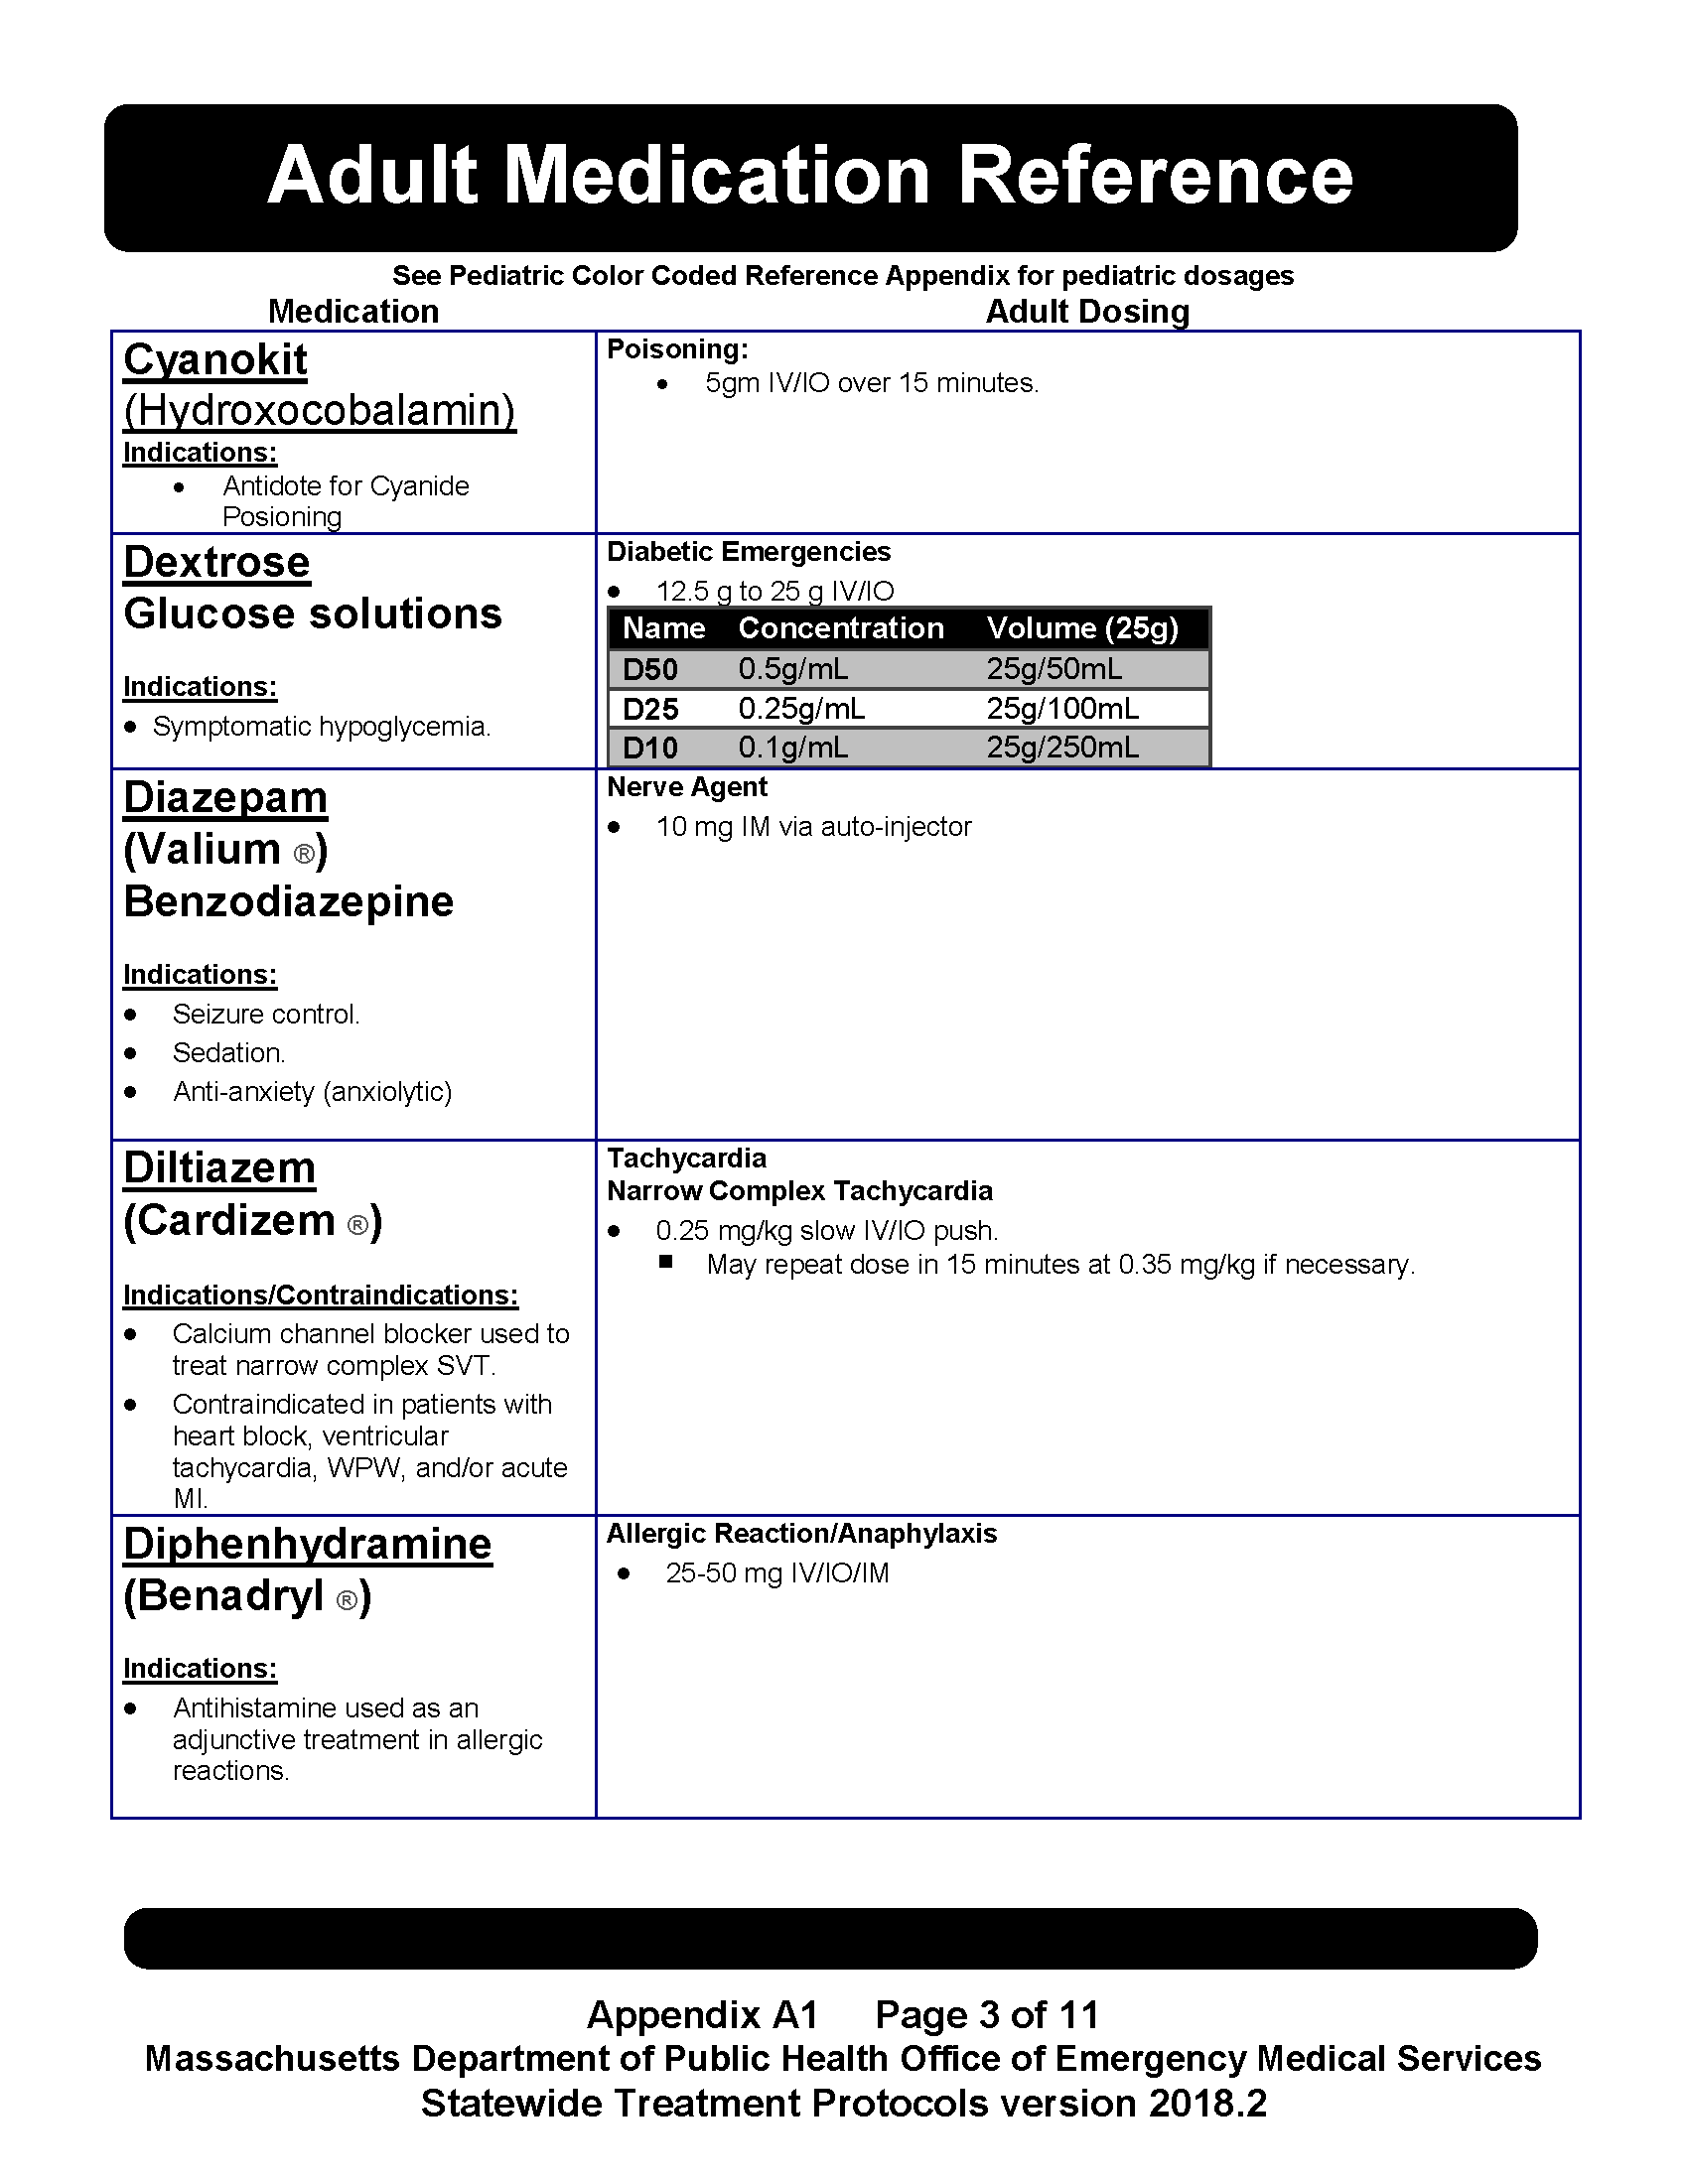 Adult Medication Reference
See Pediatric Color Coded Reference Appendix for pediatric dosages
Medication Adult Dosing
Cyanokit
(Hydroxocobalamin)
Indications:
• Antidote for Cyanide
Posioning
Poisoning:
• 5gm IV/IO over 15 minutes.
Dextrose
Glucose solutions
Indications:
• Symptomatic hypoglycemia.
Diabetic Emergencies
• 12.5 g to 25 g IV/IO
Name Concentration Volume (25g)
D50 0.5g/mL 25g/50mL
D25 0.25g/mL 25g/100mL
D10 0.1g/mL 25g/250mL
Diazepam
(Valium ®)
Benzodiazepine
Indications:
• Seizure control.
• Sedation.
• Anti-anxiety (anxiolytic)
Nerve Agent
• 10 mg IM via auto-injector
Diltiazem
(Cardizem ®)
Indications/Contraindications:
• Calcium channel blocker used to
treat narrow complex SVT.
• Contraindicated in patients with
heart block, ventricular
tachycardia, WPW, and/or acute
MI.
Tachycardia
Narrow Complex Tachycardia
• 0.25 mg/kg slow IV/IO push.
▪ May repeat dose in 15 minutes at 0.35 mg/kg if necessary.
Diphenhydramine
(Benadryl ®)
Indications:
• Antihistamine used as an
adjunctive treatment in allergic
reactions.
Allergic Reaction/Anaphylaxis
• 25-50 mg IV/IO/IM
Appendix A1 Page 3 of 11
Massachusetts Department of Public Health Office of Emergency Medical Services
Statewide Treatment Protocols version 2018.2